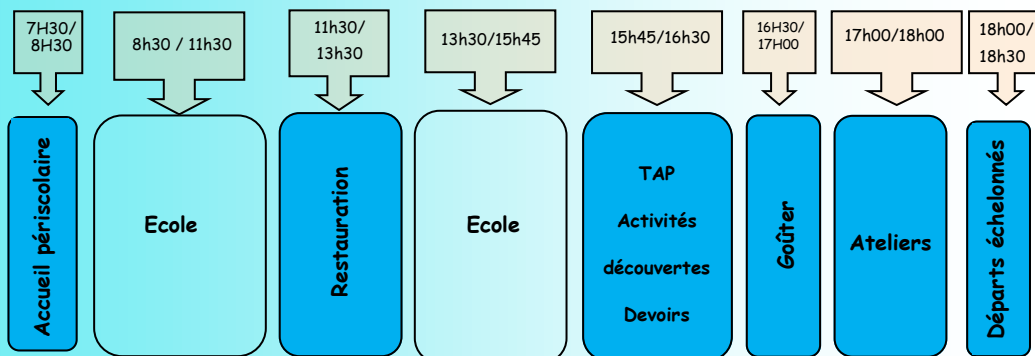 7H30/
8H30
8h30 / 11h30
11h30/
13h30
13h30/15h45
15h45/16h30
16H30/
17H00
17h00/18h00
18h00/
18h30
Accueil périscolaire
Ecole
Restauration
Ecole
TAP
Activités
découvertes
Devoirs
Goûter
Ateliers
Départs échelonnés